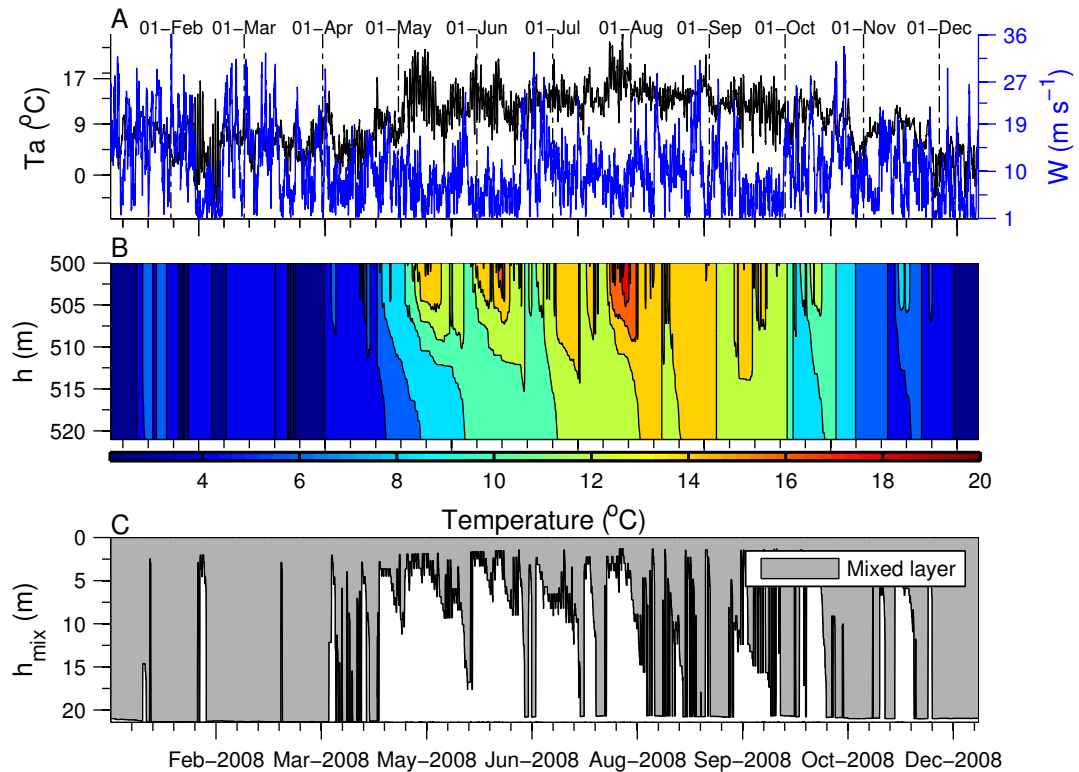 A
01−Feb 01−Mar 01−Apr 01−May 01−Jun 01−Jul 01−Aug 01−Sep 01−Oct 01−Nov 01−Dec
17
9
0
Ta (ºC)
36
27
19
10
1
W (m s⁻¹)
B
500
505
510
515
520
h (m)
4 6 8 10 12 14 16 18 20
Temperature (ºC)
C
0
5
10
15
20
h_mix (m)
Mixed layer
Feb−2008 Mar−2008 May−2008 Jun−2008 Aug−2008 Sep−2008 Oct−2008 Dec−2008